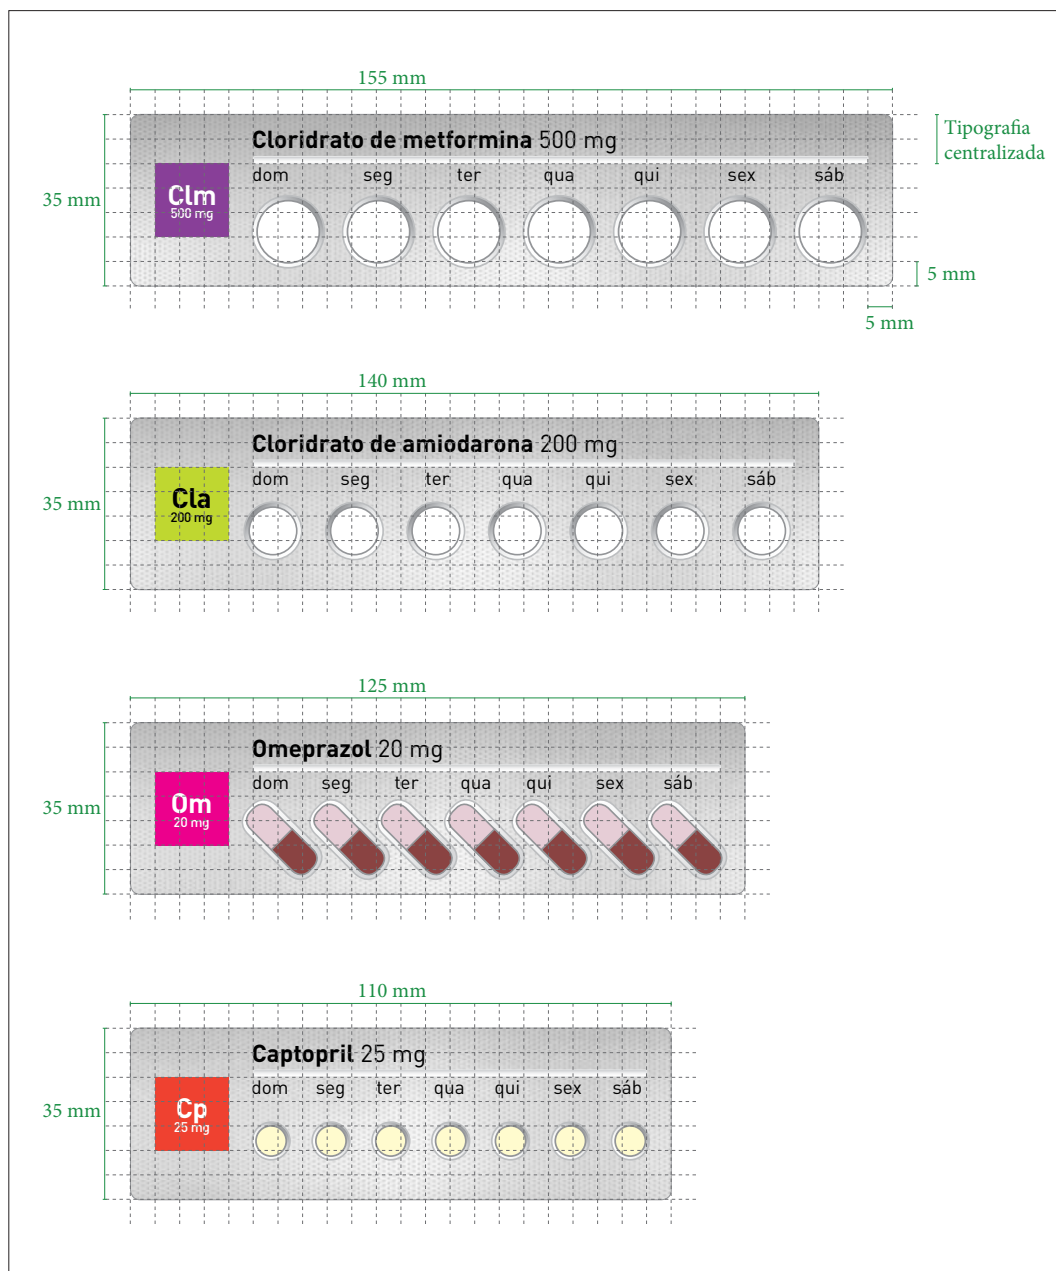 155 mm
Tipografia
centralizada
Cloridrato de metformina 500 mg
dom seg ter qua qui sex sáb
Clm
500 mg
35 mm
5 mm
5 mm
140 mm
Cloridrato de amiodarona 200 mg
dom seg ter qua qui sex sáb
Cla
200 mg
35 mm
125 mm
Omeprazol 20 mg
dom seg ter qua qui sex sáb
Om
20 mg
35 mm
110 mm
Captopril 25 mg
dom seg ter qua qui sex sáb
Cp
25 mg
35 mm